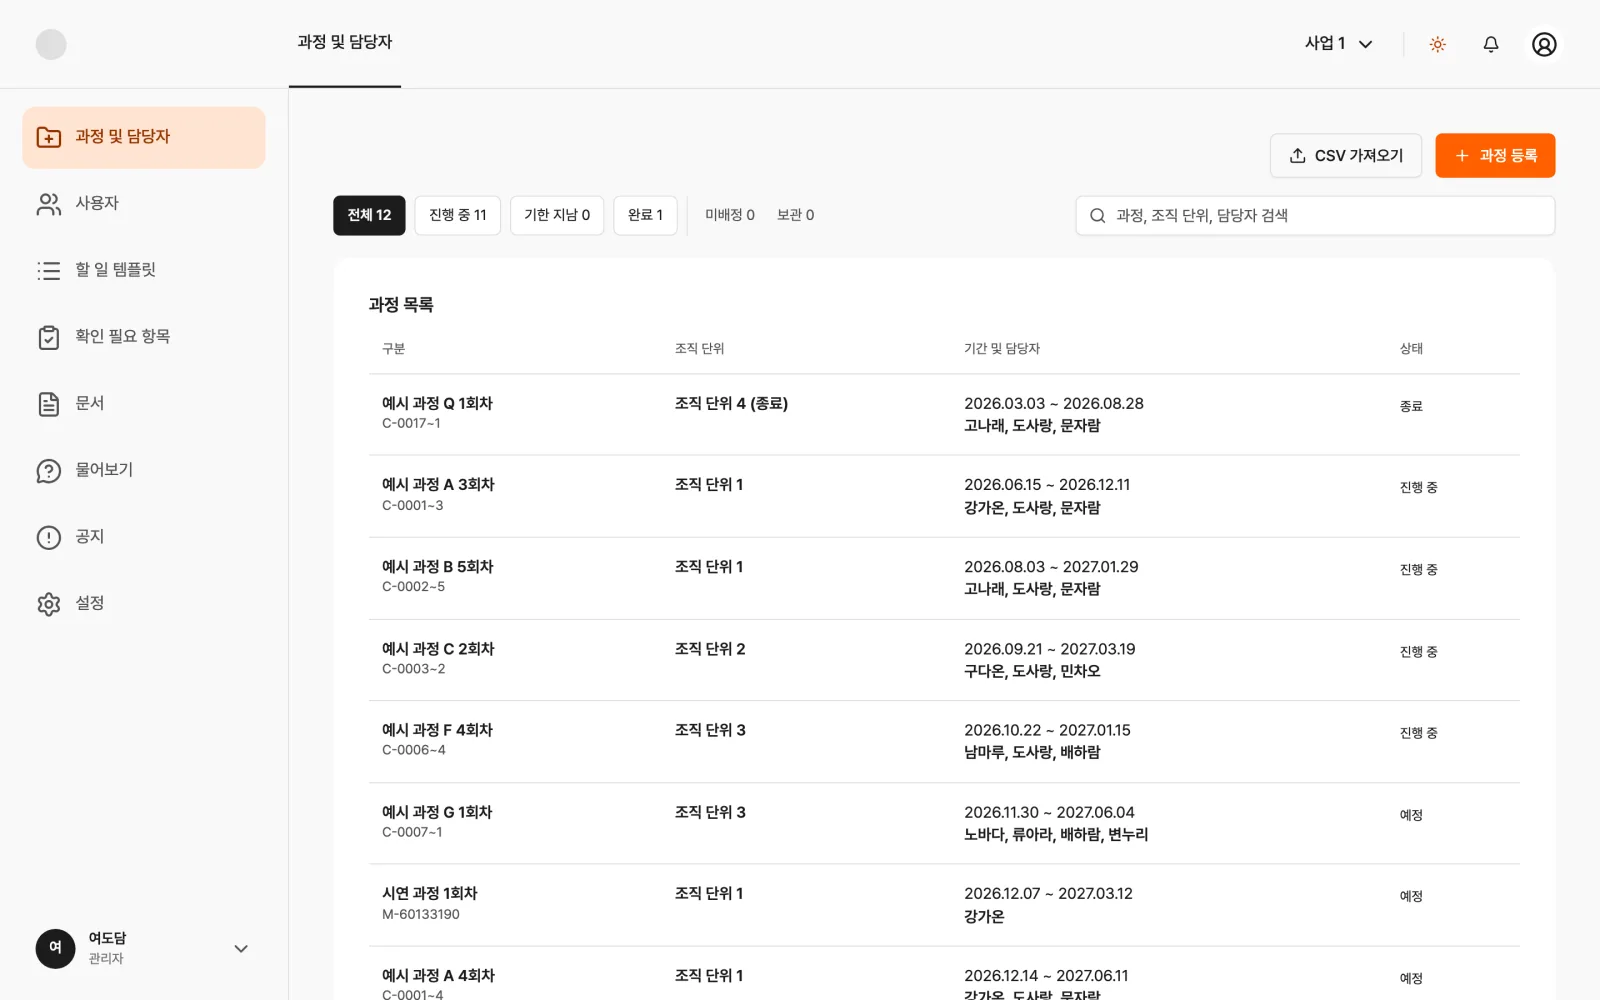 과정 및 담당자
사업 1
과정 및 담당자
사용자
할 일 템플릿
확인 필요 항목
문서
물어보기
공지
설정
여
여도담
관리자
CSV 가져오기
과정 등록
전체 12
진행 중 11
기한 지남 0
완료 1
미배정 0
보관 0
과정, 조직 단위, 담당자 검색
과정 목록
구분
조직 단위
기간 및 담당자
상태
예시 과정 Q 1회차
C-0017~1
조직 단위 4 (종료)
2026.03.03 ~ 2026.08.28
고나래, 도사랑, 문자람
종료
예시 과정 A 3회차
C-0001~3
조직 단위 1
2026.06.15 ~ 2026.12.11
강가온, 도사랑, 문자람
진행 중
예시 과정 B 5회차
C-0002~5
조직 단위 1
2026.08.03 ~ 2027.01.29
고나래, 도사랑, 문자람
진행 중
예시 과정 C 2회차
C-0003~2
조직 단위 2
2026.09.21 ~ 2027.03.19
구다온, 도사랑, 민차오
진행 중
예시 과정 F 4회차
C-0006~4
조직 단위 3
2026.10.22 ~ 2027.01.15
남마루, 도사랑, 배하람
진행 중
예시 과정 G 1회차
C-0007~1
조직 단위 3
2026.11.30 ~ 2027.06.04
노바다, 류아라, 배하람, 변누리
예정
시연 과정 1회차
M-60133190
조직 단위 1
2026.12.07 ~ 2027.03.12
강가온
예정
예시 과정 A 4회차
C-0001~4
조직 단위 1
2026.12.14 ~ 2027.06.11
강가온, 도사랑, 문자람
예정